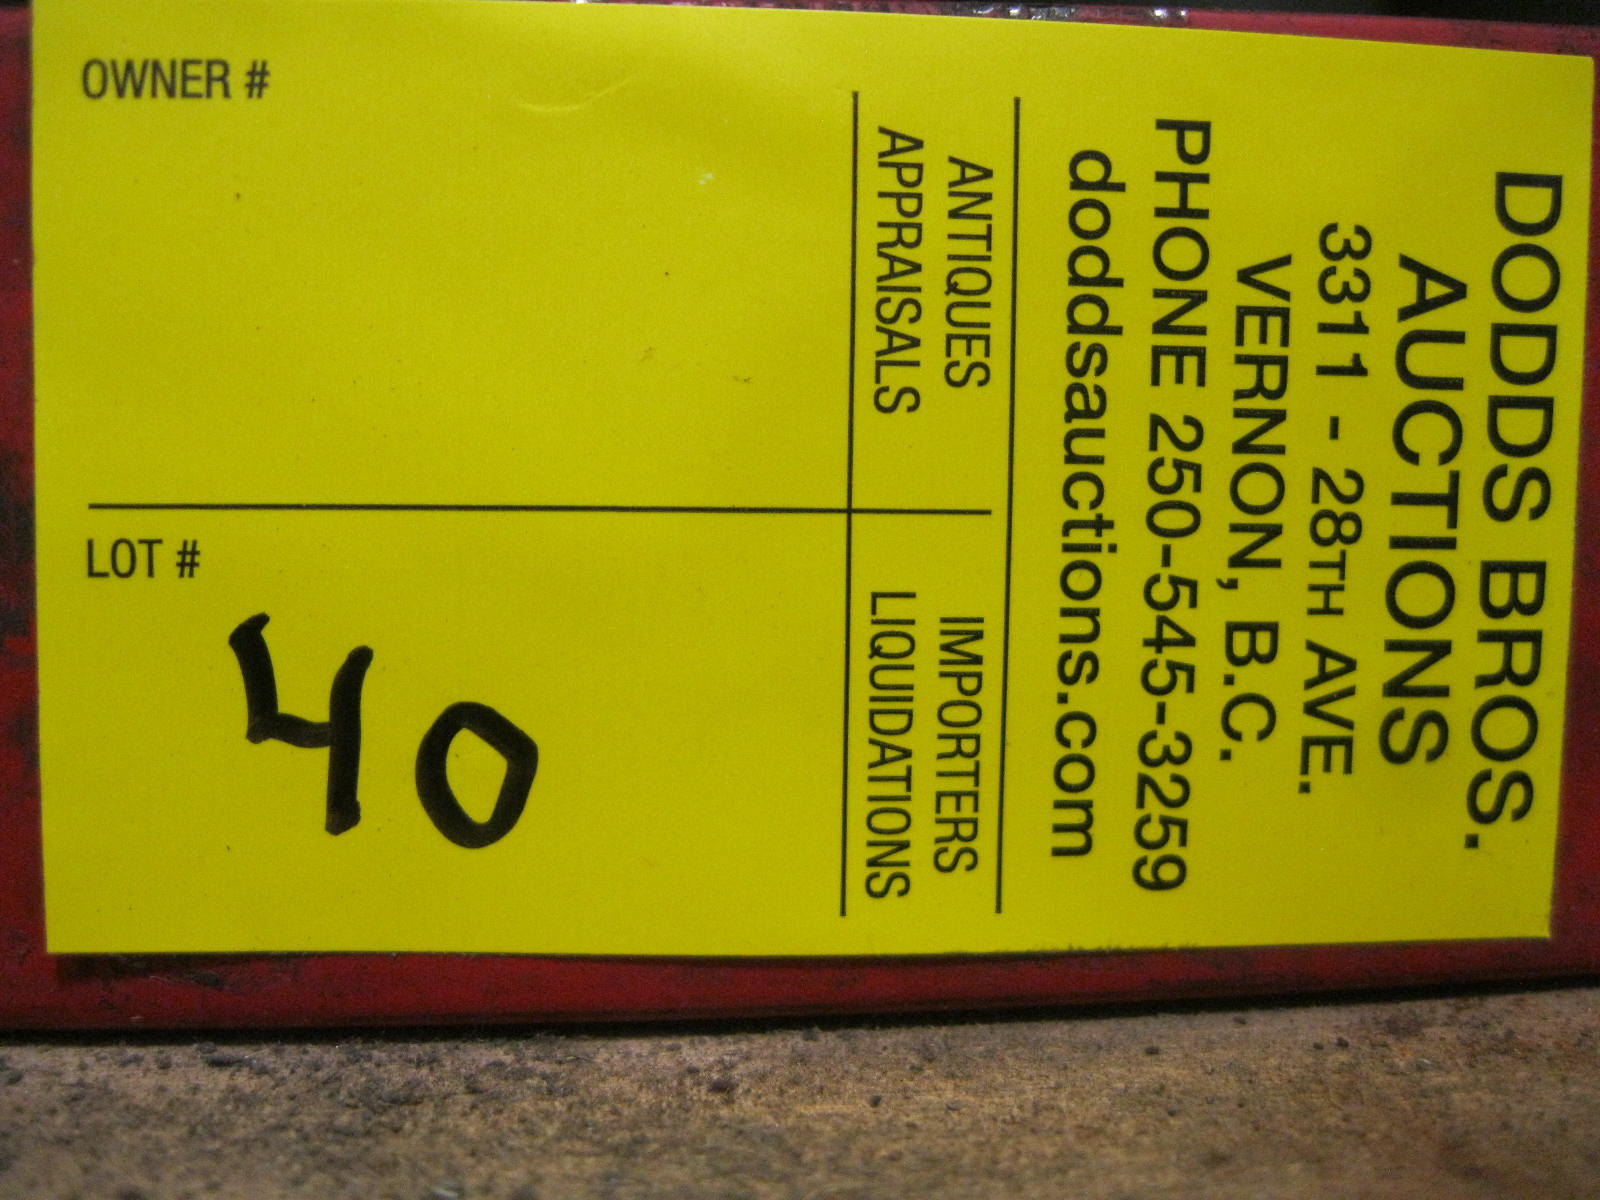 DODDS BROS.
AUCTIONS
3311 - 28TH AVE.
VERNON, B.C.
PHONE 250-545-3259
doddsauctions.com
ANTIQUES IMPORTERS
APPRAISALS LIQUIDATIONS
OWNER #
LOT #
40